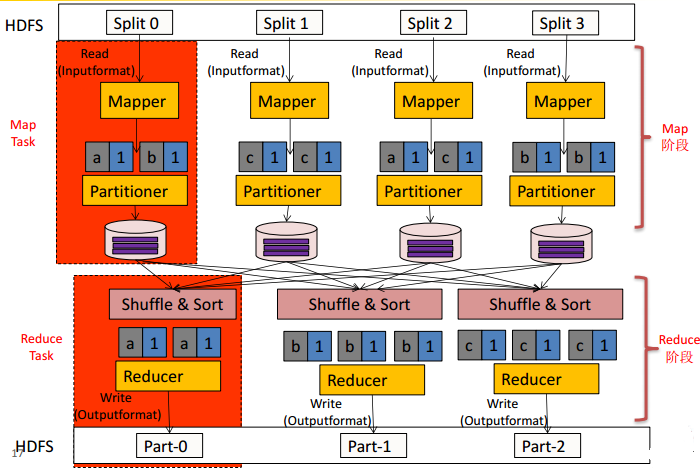 HDFS Split 0 Split 1 Split 2 Split 3
Read (Inputformat) Read (Inputformat) Read (Inputformat) Read (Inputformat)
Mapper Mapper Mapper Mapper
Map Task
Map 阶段
a 1 b 1 c 1 c 1 a 1 c 1 b 1 b 1
Partitioner Partitioner Partitioner Partitioner
Shuffle & Sort Shuffle & Sort Shuffle & Sort
Reduce Task
Reduce 阶段
a 1 a 1 b 1 b 1 b 1 c 1 c 1 c 1
Reducer Reducer Reducer
Write (Outputformat) Write (Outputformat) Write (Outputformat)
HDFS Part-0 Part-1 Part-2
17